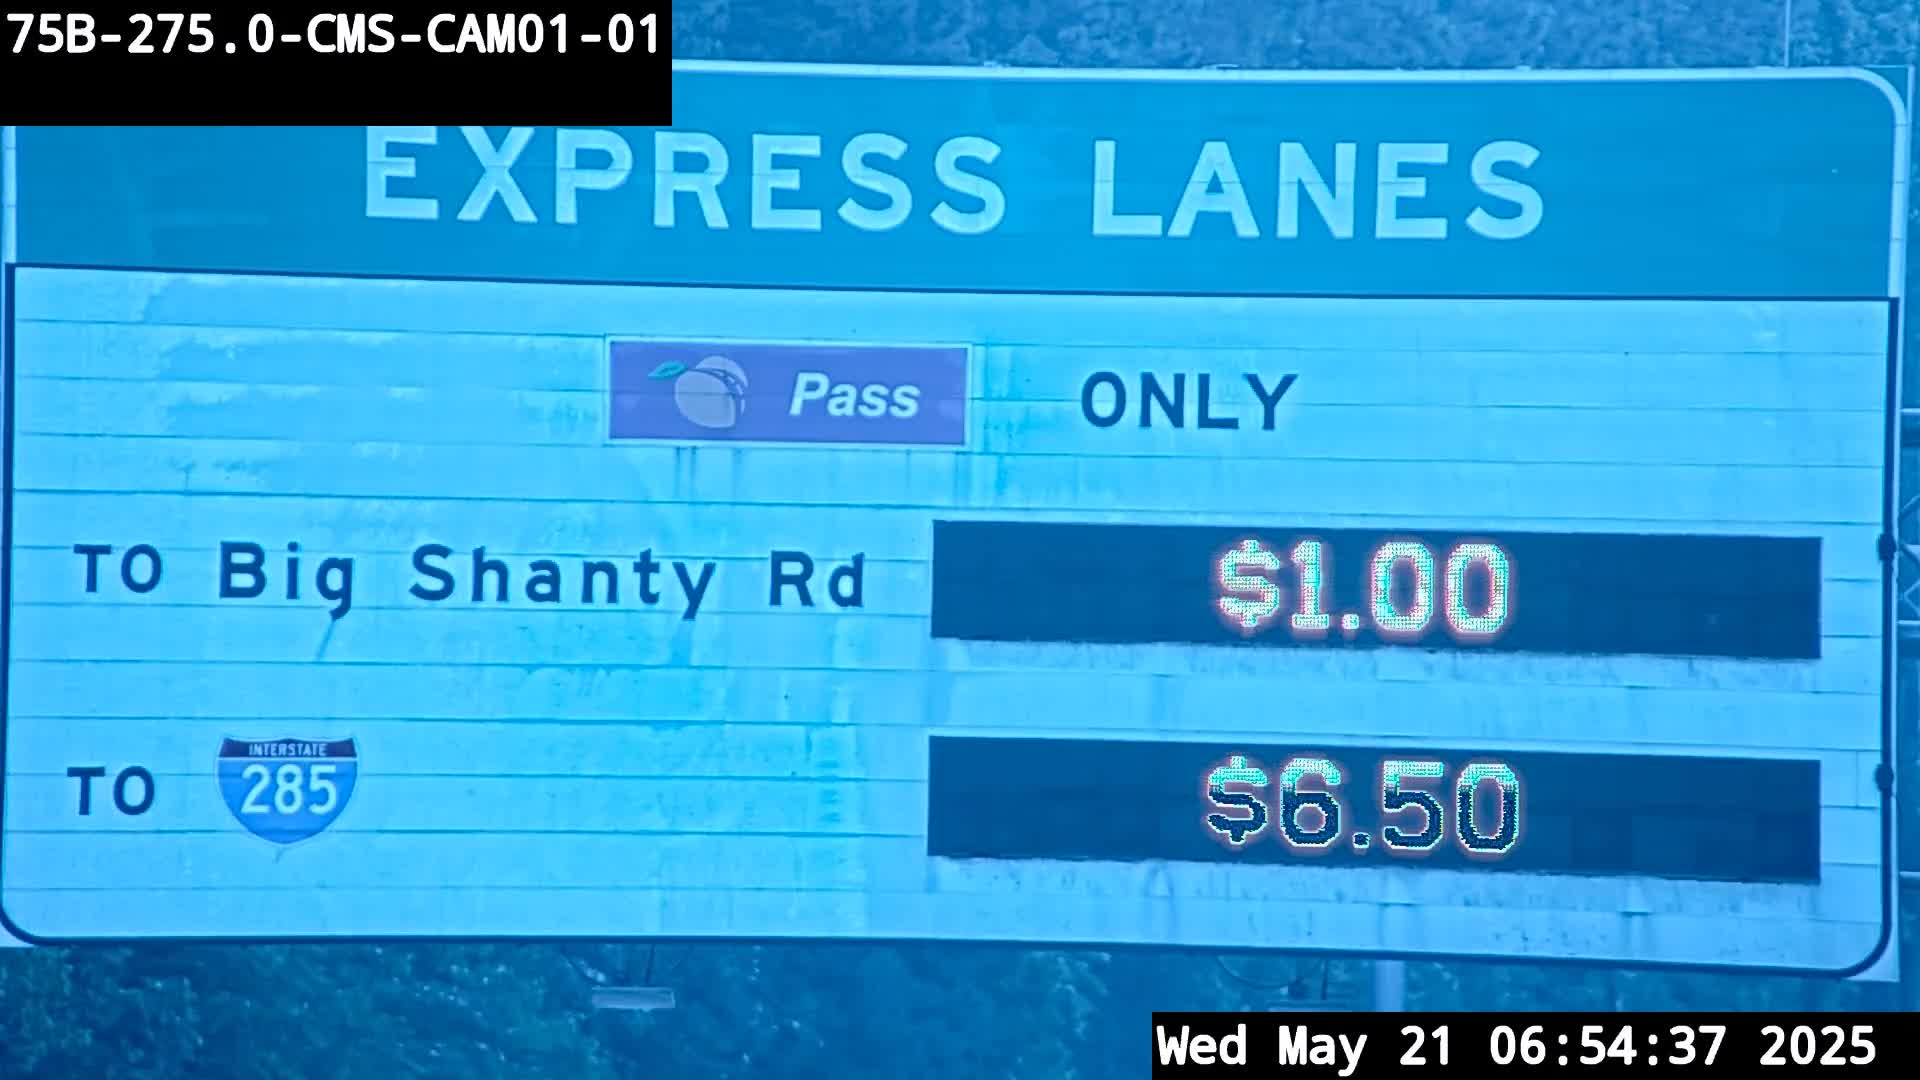 75B-275.0-CMS-CAM01-01
EXPRESS LANES
Pass ONLY
TO Big Shanty Rd $1.00
TO INTERSTATE 285 $6.50
Wed May 21 06:54:37 2025